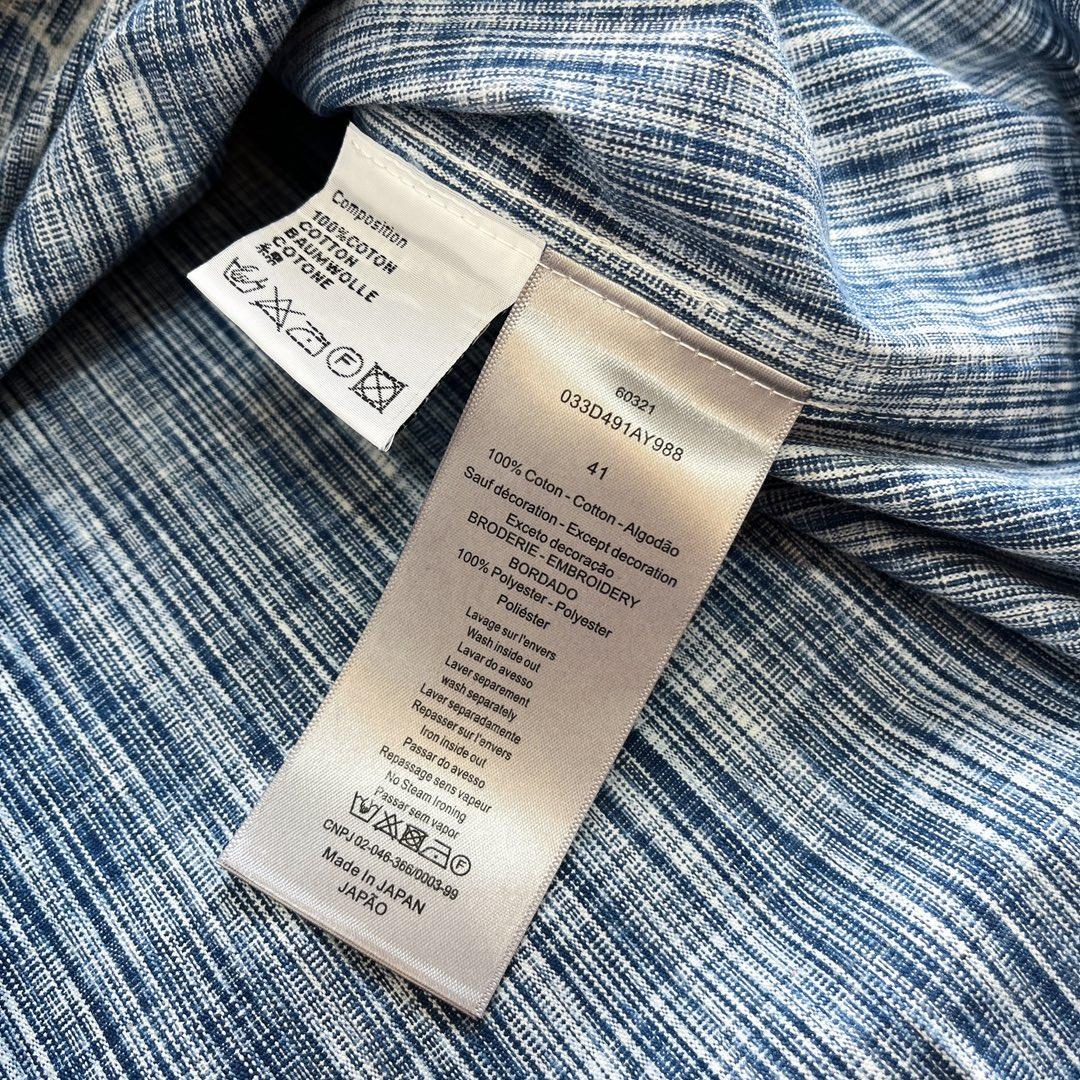 Composition
100%COTON
COTTON
BAUMWOLLE
COTONE
F
60321
033D491AY988
41
100% Coton - Cotton - Algodão
Sauf décoration - Except decoration
Exceto decoração
BRODERIE - EMBROIDERY
BORDADO
100% Polyester - Polyester
Poliéster
Lavage sur l'envers
Wash inside out
Lavar do avesso
Laver separement
wash separately
Laver separadamente
Repasser sur l'envers
Iron inside out
Passar do avesso
Repassage sens vapeur
No Steam Ironing
Passar sem vapor
F
CNPJ 02-046-366/0003-99
Made in JAPAN
JAPÃO